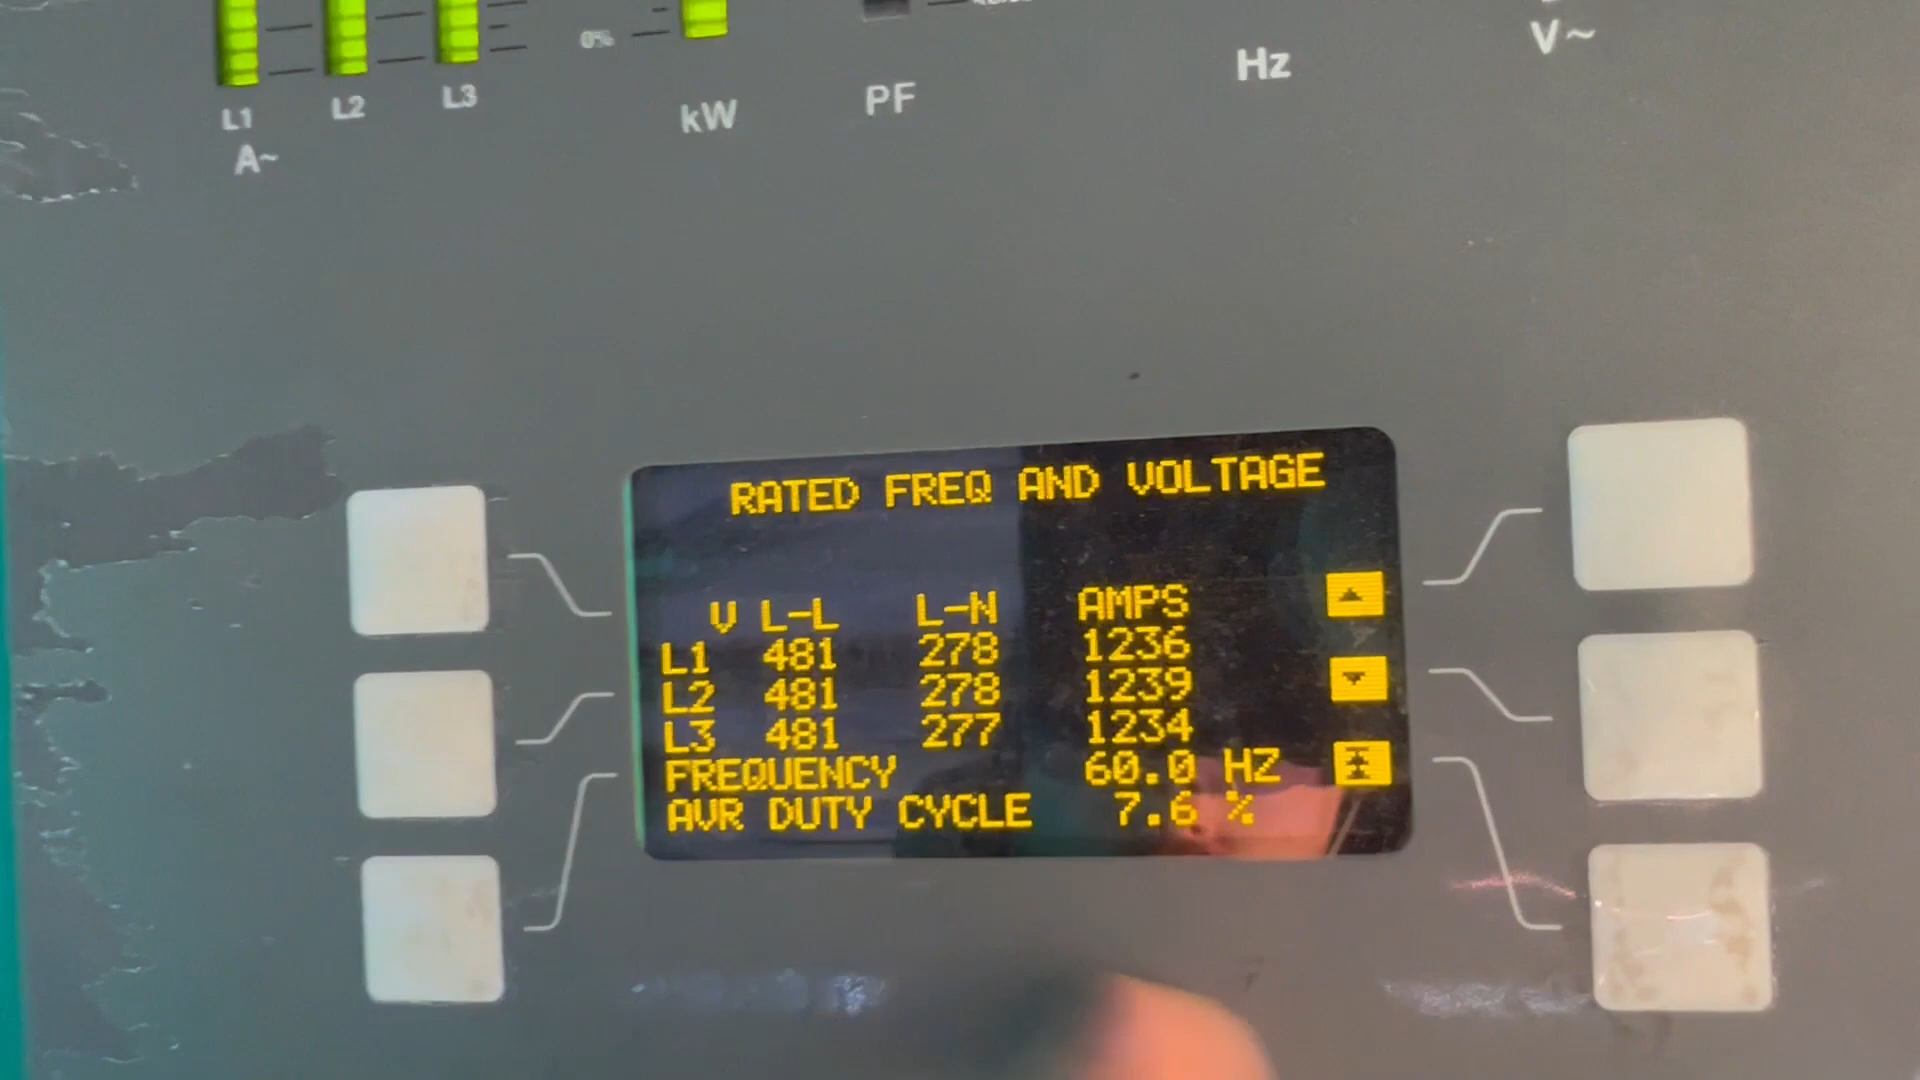 0%
L1 L2 L3
A~
kW
PF
Hz
V~
RATED FREQ AND VOLTAGE
V L-L L-N AMPS
L1 481 278 1236
L2 481 278 1239
L3 481 277 1234
FREQUENCY 60.0 HZ
AVR DUTY CYCLE 7.6 %